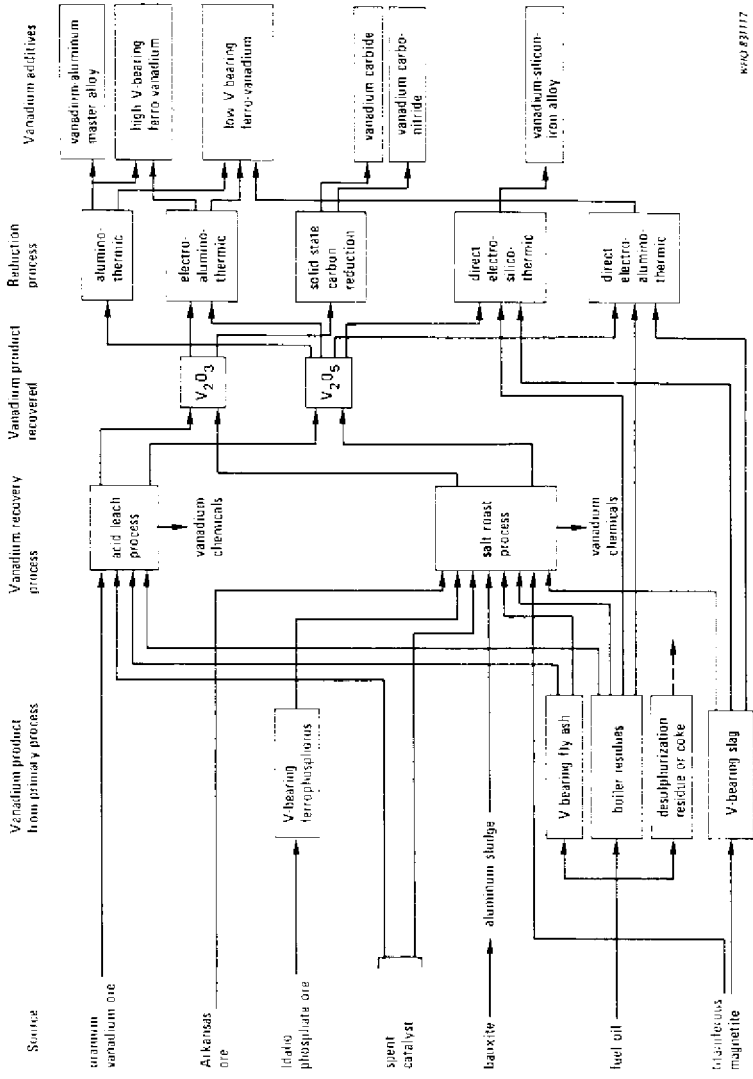 Source
Vanadium product
from primary process
Vanadium recovery
process
Vanadium product
recovered
Reduction
process
Vanadium additives
uranium
vanadium ore
Arkansas
ore
Idaho
phosphate ore
spent
catalyst
bauxite
fuel oil
titaniferous
magnetite
V-bearing
ferrophosphorus
aluminum sludge
V bearing fly ash
boiler residues
desulphurization
residue or coke
V-bearing slag
acid leach
process
vanadium
chemicals
salt roast
process
vanadium
chemicals
V₂O₃
V₂O₅
alumino-
thermic
electro-
alumino-
thermic
solid state
carbon
reduction
direct
electro-
silico-
thermic
direct
electro-
alumino-
thermic
vanadium-aluminum
master alloy
high V-bearing
ferro vanadium
low V bearing
ferro-vanadium
vanadium carbide
vanadium carbo-
nitride
vanadium-silicon-
iron alloy
WHO 831117